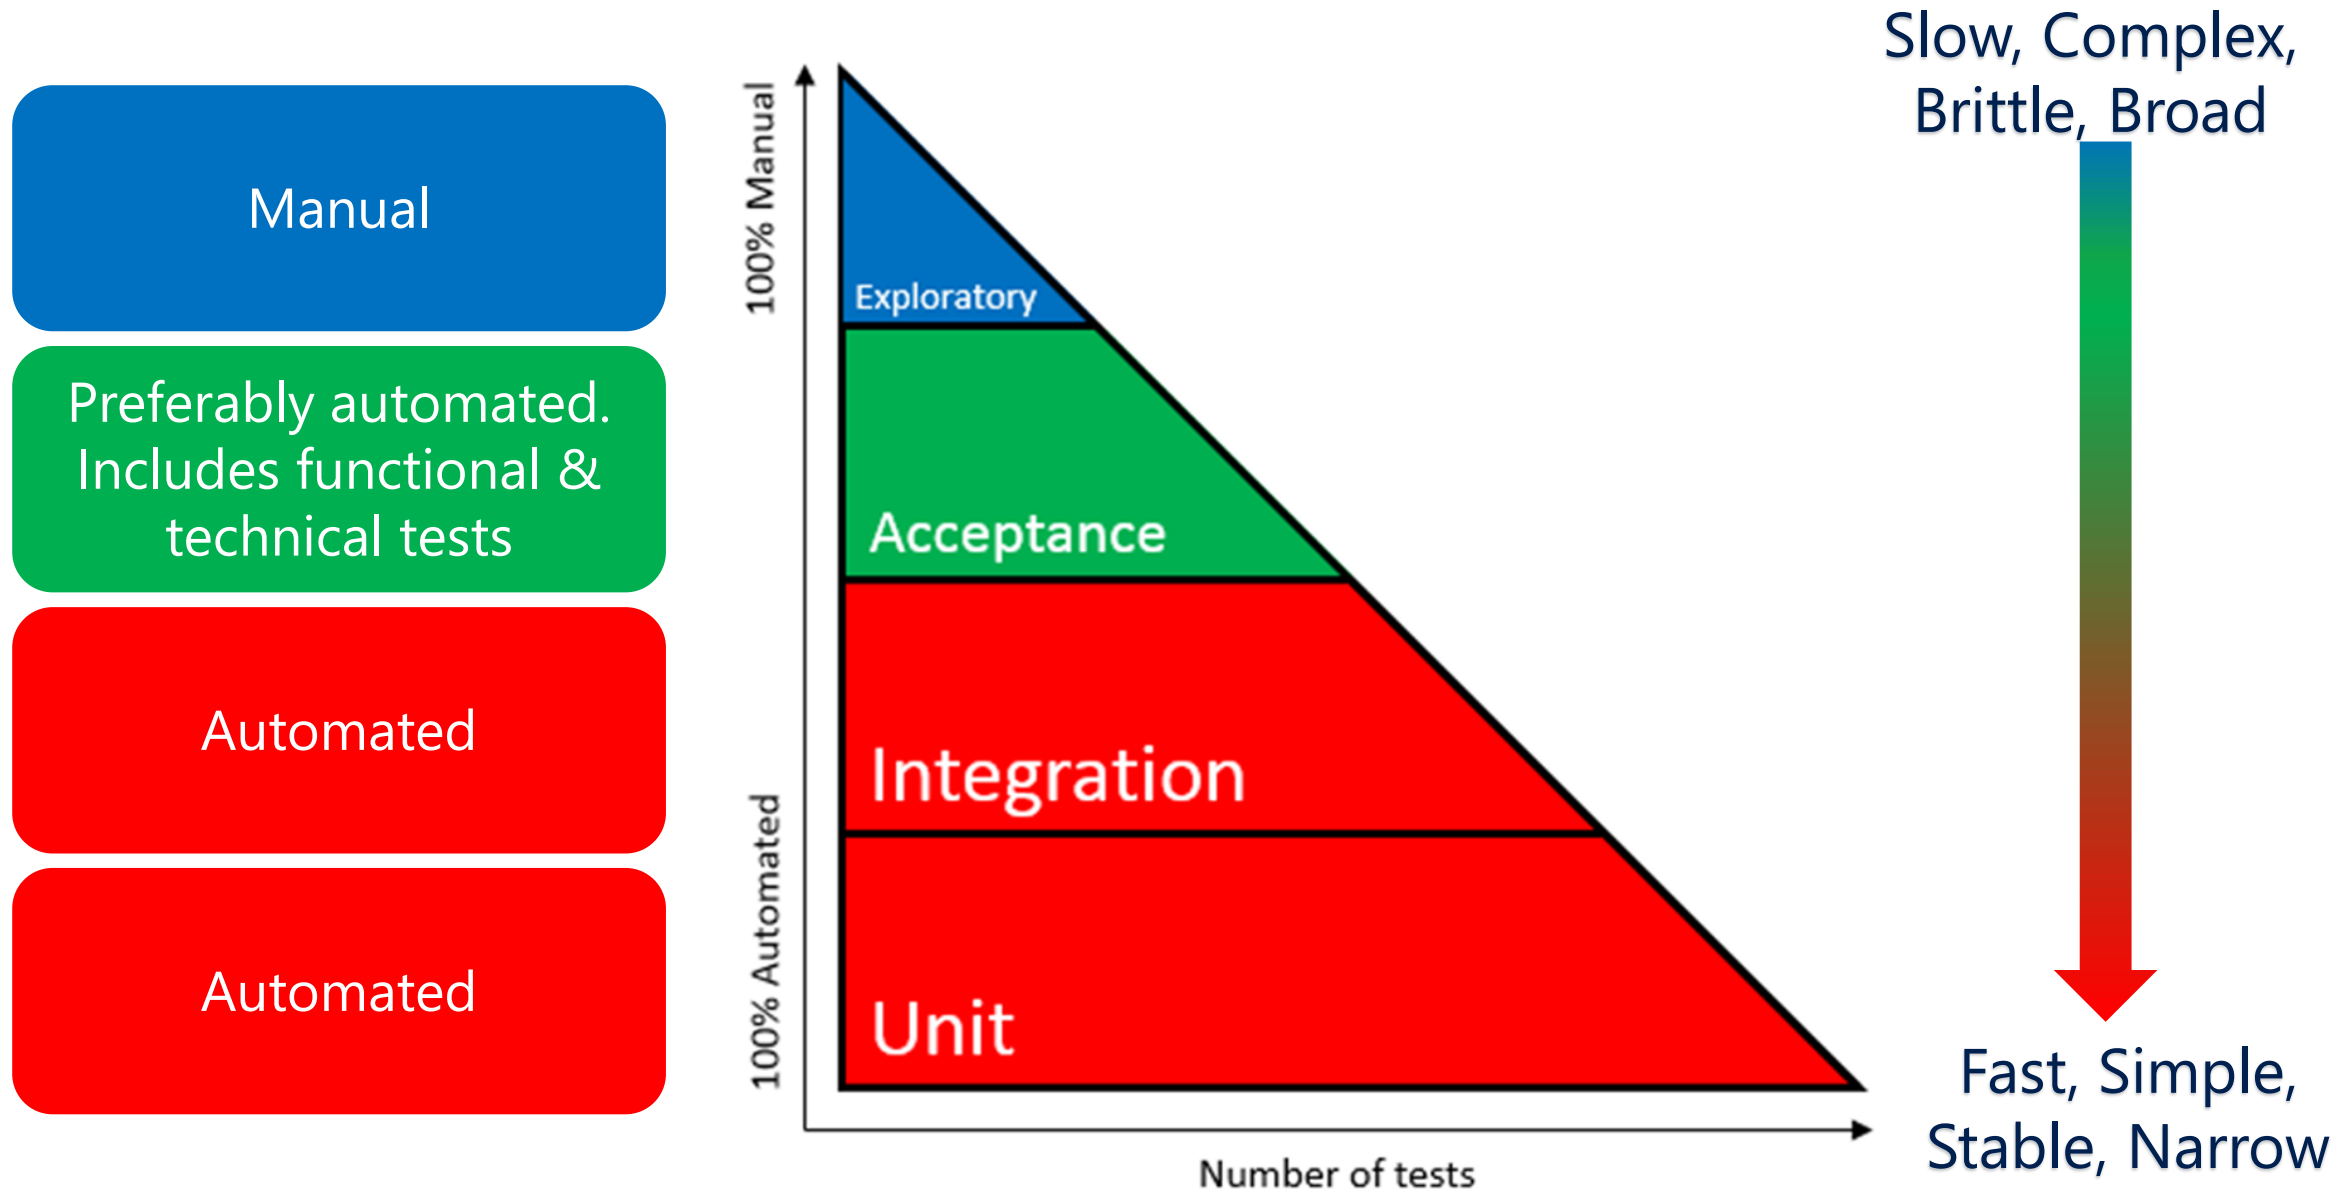 Manual
Preferably automated.
Includes functional &
technical tests
Automated
Automated
100% Manual
100% Automated
Exploratory
Acceptance
Integration
Unit
Number of tests
Slow, Complex,
Brittle, Broad
Fast, Simple,
Stable, Narrow